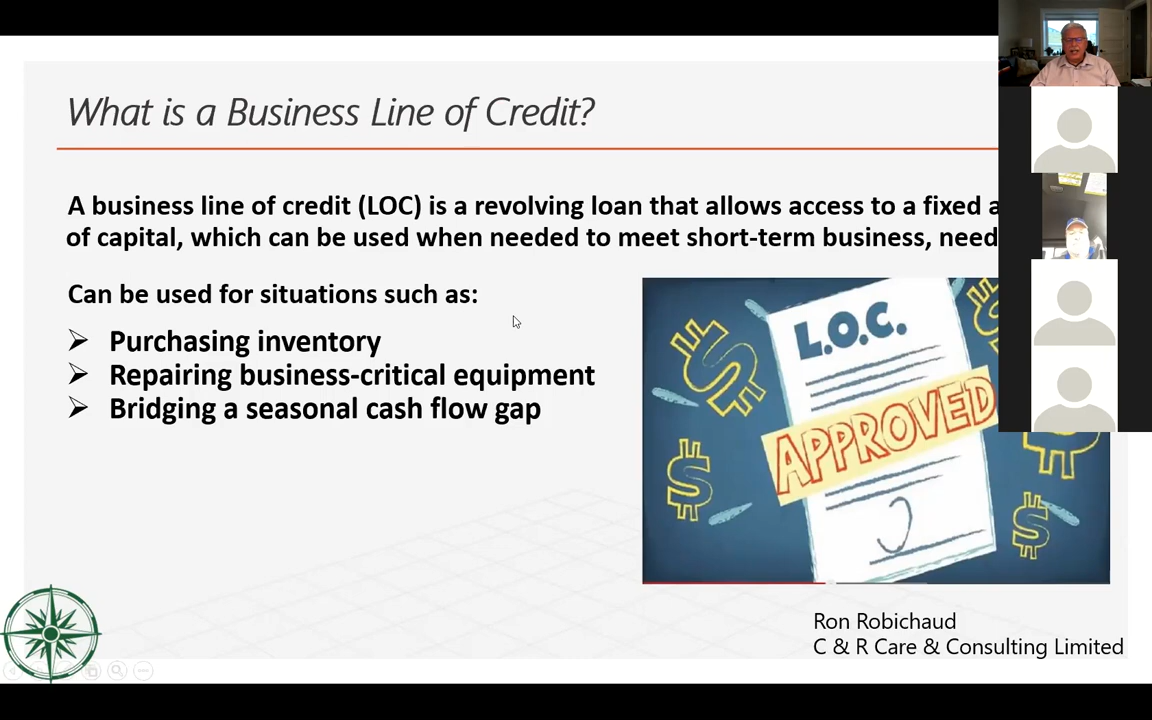 What is a Business Line of Credit?
A business line of credit (LOC) is a revolving loan that allows access to a fixed
of capital, which can be used when needed to meet short-term business, need
Can be used for situations such as:
➢ Purchasing inventory
➢ Repairing business-critical equipment
➢ Bridging a seasonal cash flow gap
L.O.C.
APPROVED
Ron Robichaud
C & R Care & Consulting Limited